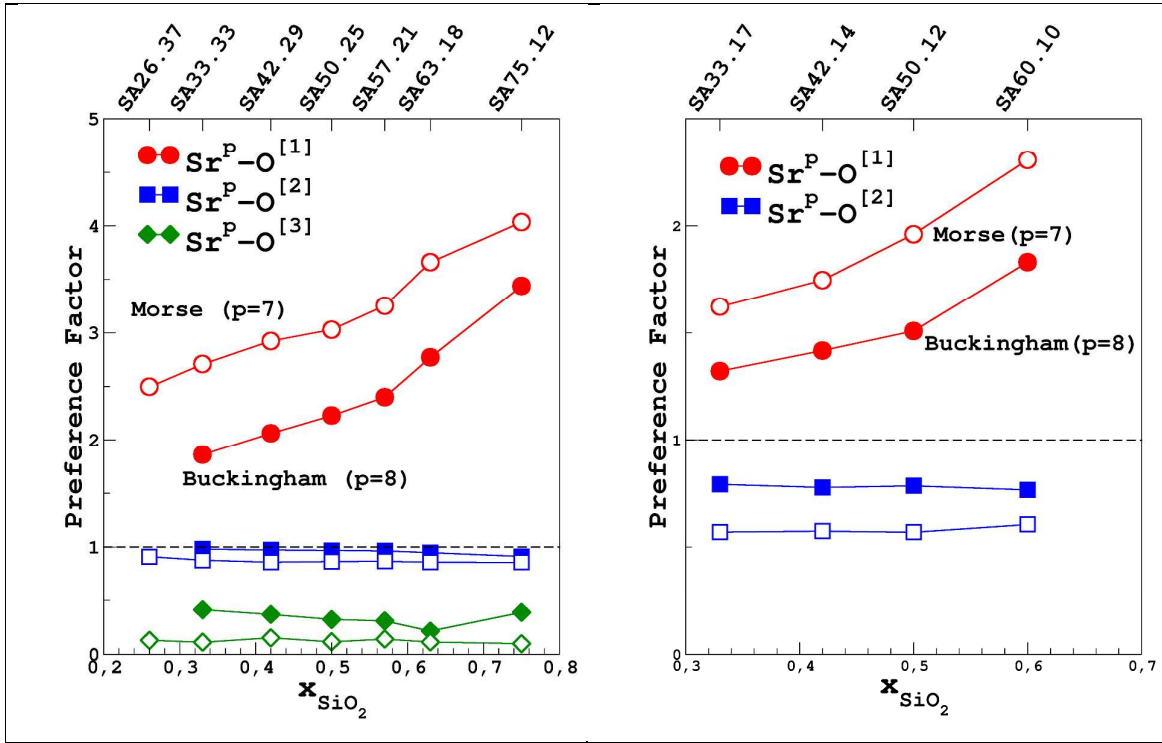 SA26.37
SA33.33
SA42.29
SA50.25
SA57.21
SA63.18
SA75.12
5
4
3
2
1
0
Preference Factor
Sr^p-O^[1]
Sr^p-O^[2]
Sr^p-O^[3]
Morse (p=7)
Buckingham (p=8)
0,2 0,3 0,4 0,5 0,6 0,7 0,8
x_SiO_2
SA33.17
SA42.14
SA50.12
SA60.10
2
1
0
Preference Factor
Sr^p-O^[1]
Sr^p-O^[2]
Morse(p=7)
Buckingham(p=8)
0,3 0,4 0,5 0,6 0,7
x_SiO_2